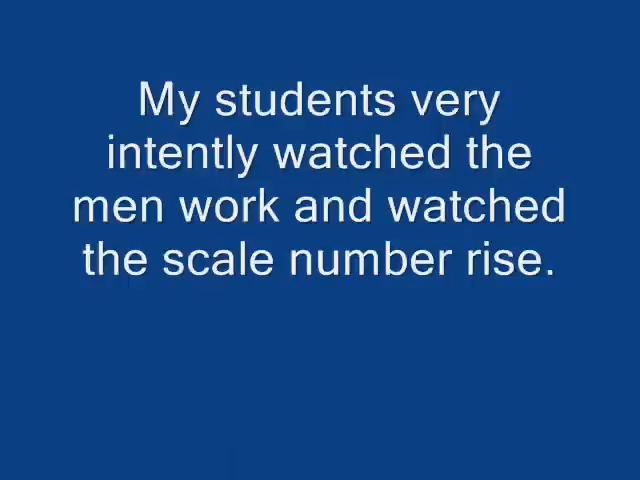 My students very
intently watched the
men work and watched
the scale number rise.